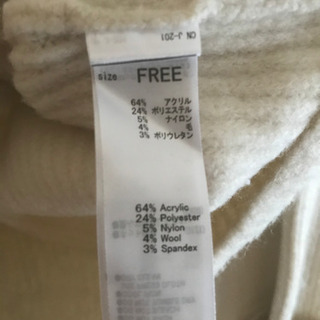 CN J-201
size FREE
64% アクリル
24% ポリエステル
5% ナイロン
4% 毛
3% ポリウレタン
64% Acrylic
24% Polyester
5% Nylon
4% Wool
3% Spandex